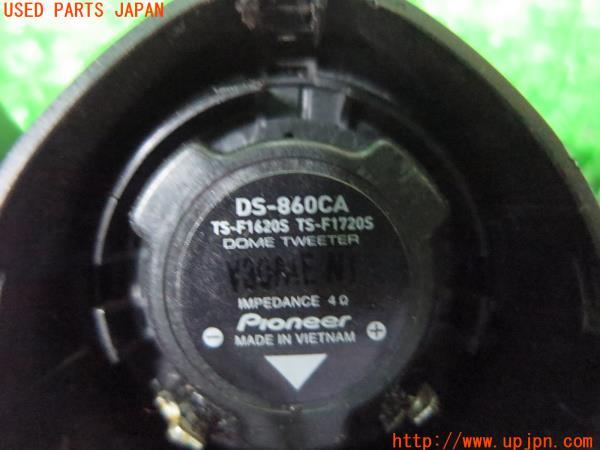 USED PARTS JAPAN
DS-860CA
TS-F1620S TS-F1720S
DOME TWEETER
IMPEDANCE 4Ω
Pioneer
MADE IN VIETNAM
http://www.upjpn.com/